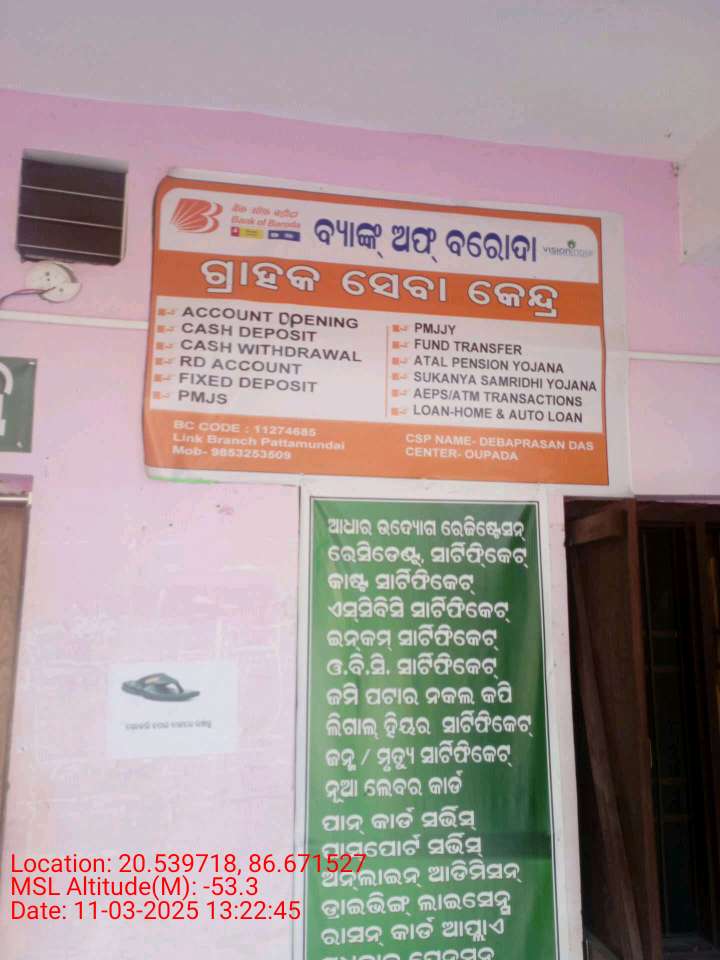 Bank of Baroda
ବ୍ୟାଙ୍କ୍ ଅଫ୍ ବରୋଦା
ଗ୍ରାହକ ସେବା କେନ୍ଦ୍ର
ACCOUNT OPENING
CASH DEPOSIT
CASH WITHDRAWAL
RD ACCOUNT
FIXED DEPOSIT
PMJS
PMJJY
FUND TRANSFER
ATAL PENSION YOJANA
SUKANYA SAMRIDHI YOJANA
AEPS/ATM TRANSACTIONS
LOAN-HOME & AUTO LOAN
BC CODE : 11274685
Link Branch Pattamundai
Mob- 9853253509
CSP NAME- DEBAPRASAN DAS
CENTER- OUPADA
ଆଧାର ଉଦ୍ୟୋଗ ରେଜିଷ୍ଟ୍ରେସନ୍
ରେସିଡେଣ୍ଟ, ସାର୍ଟିଫିକେଟ୍
କାଷ୍ଟ ସାର୍ଟିଫିକେଟ୍
ଏସ୍‌ସିବିସି ସାର୍ଟିଫିକେଟ୍
ଇନ୍‌କମ୍ ସାର୍ଟିଫିକେଟ୍
ଓ.ବି.ସି. ସାର୍ଟିଫିକେଟ୍
ଜମି ପଟାର ନକଲ କପି
ଲିଗାଲ୍ ହିୟର ସାର୍ଟିଫିକେଟ୍
ଜନ୍ମ / ମୃତ୍ୟୁ ସାର୍ଟିଫିକେଟ୍
ନୂଆ ଲେବର କାର୍ଡ
ପାନ୍ କାର୍ଡ ସର୍ଭିସ୍
ପାସପୋର୍ଟ ସର୍ଭିସ୍
ଅନ୍‌ଲାଇନ୍ ଆଡିମିସନ୍
ଡ୍ରାଇଭିଙ୍ଗ୍ ଲାଇସେନ୍ସ
ରାସନ୍ କାର୍ଡ ଆପ୍ଲାଏ
Location: 20.539718, 86.671527
MSL Altitude(M): -53.3
Date: 11-03-2025 13:22:45